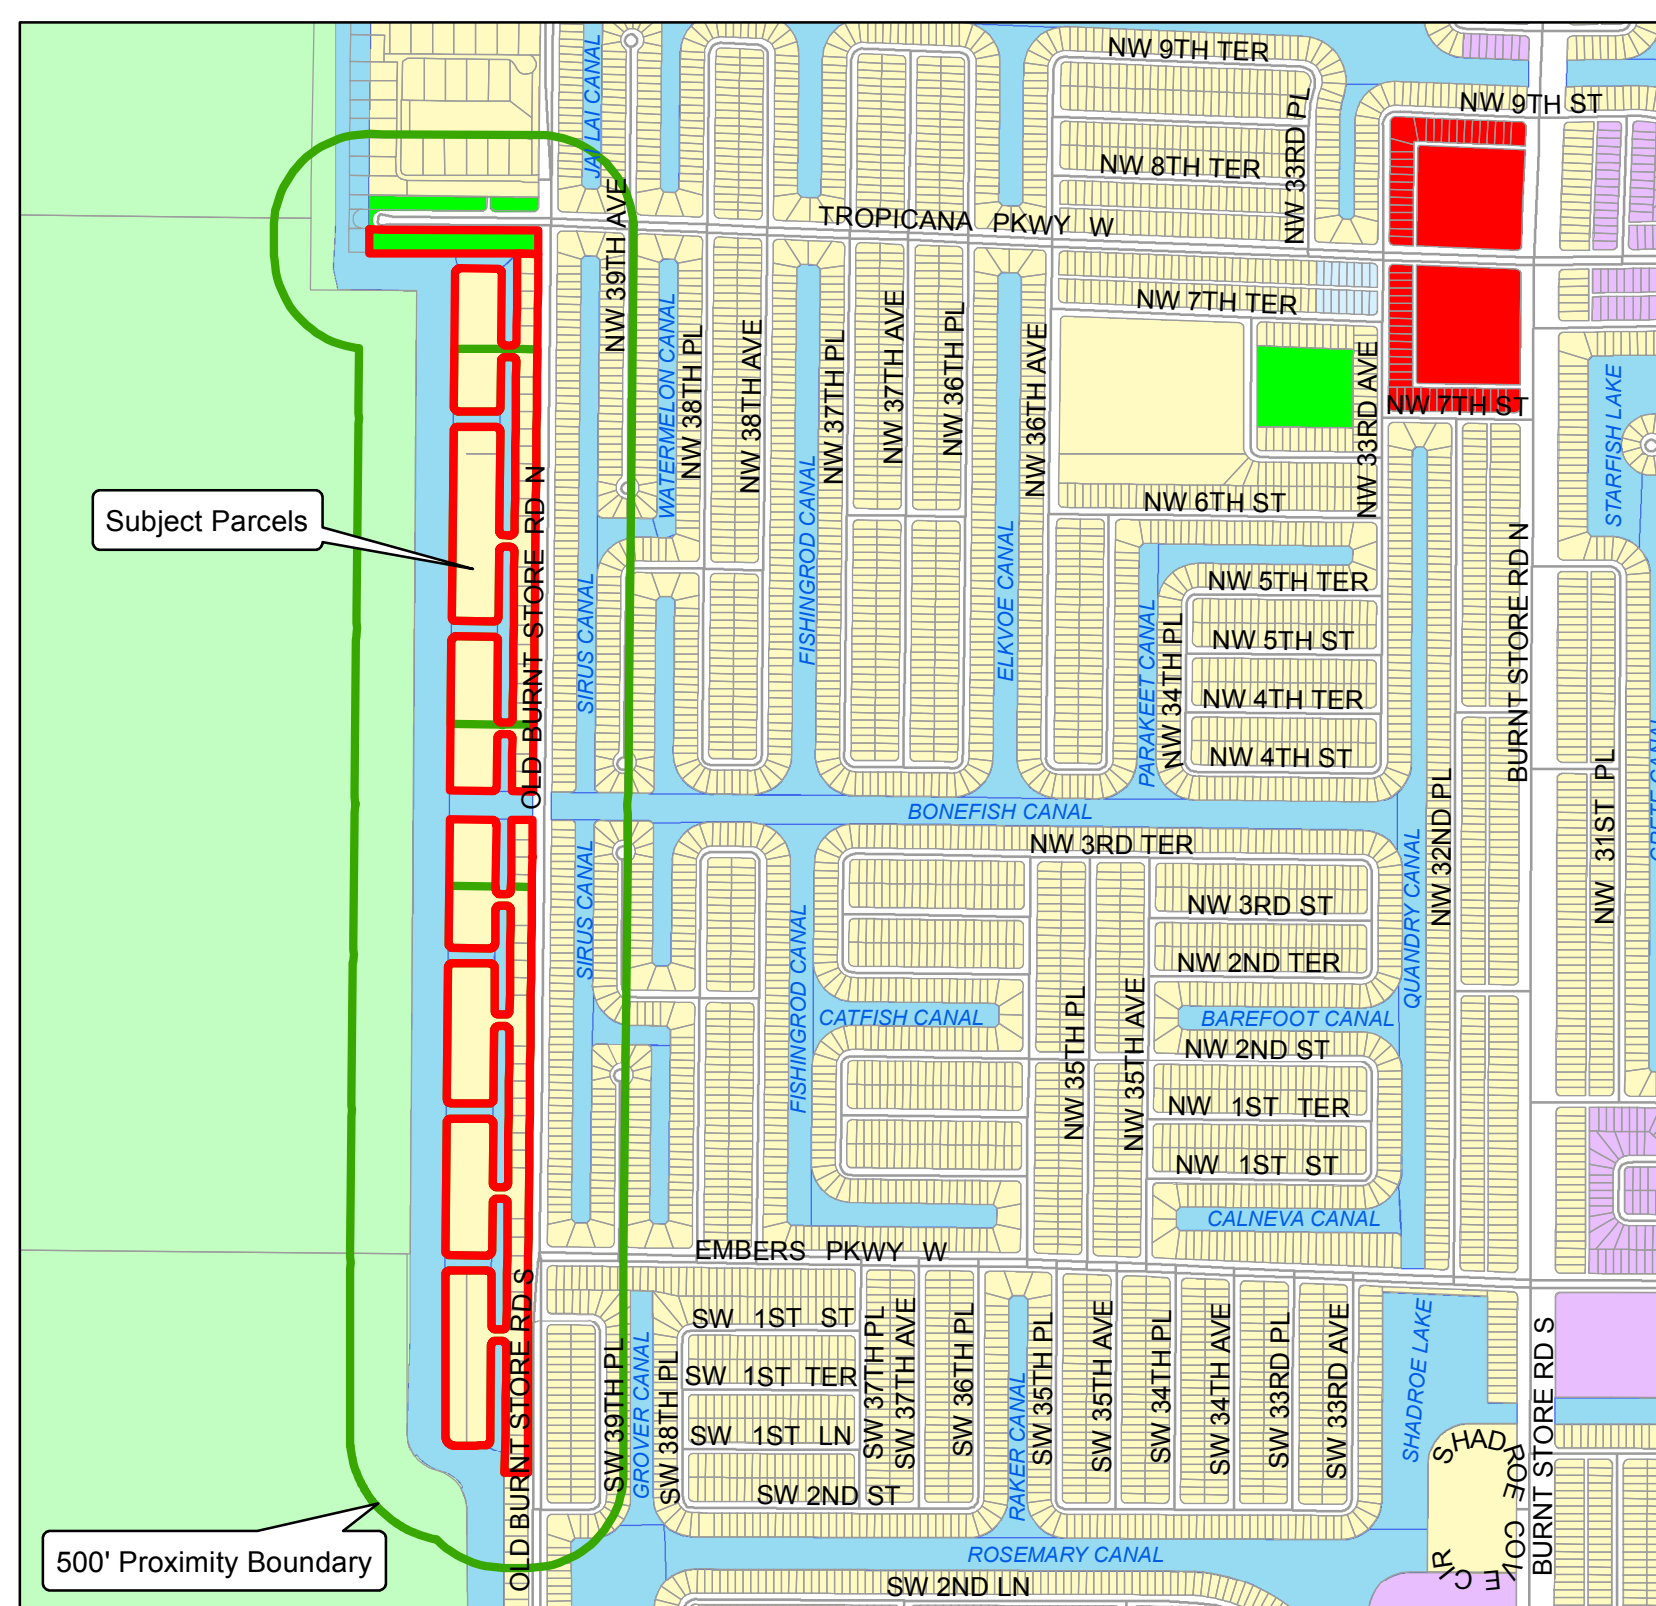 NW 9TH TER
NW 9TH ST
JAI LAI CANAL
NW 33RD PL
NW 8TH TER
NW 39TH AVE
TROPICANA PKWY W
NW 7TH TER
WATERMELON CANAL
NW 38TH PL
NW 38TH AVE
NW 37TH PL
NW 37TH AVE
NW 36TH PL
NW 36TH AVE
NW 33RD AVE
NW 7TH ST
STARFISH LAKE
Subject Parcels
OLD BURNT STORE RD N
FISHINGROD CANAL
NW 6TH ST
ELKVOE CANAL
BURNT STORE RD N
SIRUS CANAL
PARAKEET CANAL
NW 34TH PL
NW 5TH TER
NW 5TH ST
NW 4TH TER
NW 4TH ST
NW 32ND PL
NW 31ST PL
BONEFISH CANAL
NW 3RD TER
SIRUS CANAL
FISHINGROD CANAL
QUANDRY CANAL
NW 3RD ST
NW 2ND TER
CATFISH CANAL
NW 35TH PL
NW 35TH AVE
BAREFOOT CANAL
NW 2ND ST
NW 1ST TER
NW 1ST ST
CALNEVA CANAL
EMBERS PKWY W
OLD BURNT STORE RD S
SW 39TH PL
GROVER CANAL
SW 38TH PL
SW 1ST ST
SW 1ST TER
SW 1ST LN
SW 2ND ST
SW 37TH PL
SW 37TH AVE
SW 36TH PL
RAKER CANAL
SW 35TH PL
SW 35TH AVE
SW 34TH PL
SW 34TH AVE
SW 33RD PL
SW 33RD AVE
SHADROE LAKE
SHADROE COVE CIR
BURNT STORE RD S
500' Proximity Boundary
ROSEMARY CANAL
SW 2ND LN